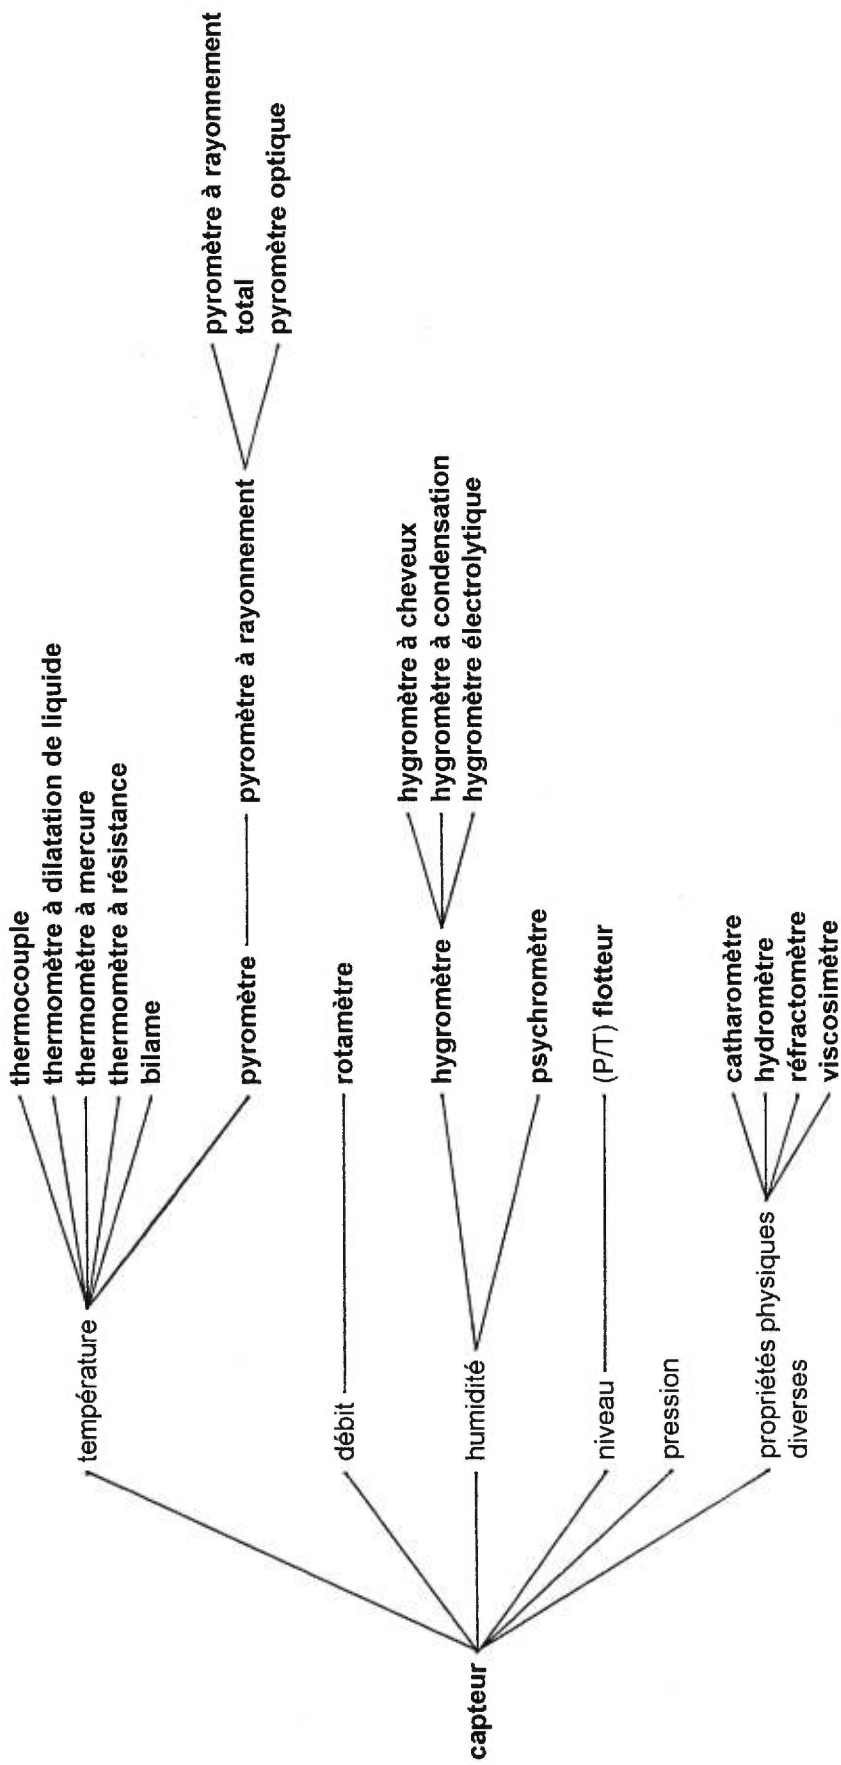 capteur
température
thermocouple
thermomètre à dilatation de liquide
thermomètre à mercure
thermomètre à résistance
bilame
pyromètre
pyromètre à rayonnement
pyromètre à rayonnement
total
pyromètre optique
débit
rotamètre
humidité
hygromètre
hygromètre à cheveux
hygromètre à condensation
hygromètre électrolytique
psychromètre
niveau
(P/T) flotteur
pression
propriétés physiques
diverses
catharomètre
hydromètre
réfractomètre
viscosimètre